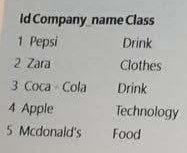 Id Company_name Class
1 Pepsi Drink
2 Zara Clothes
3 Coca - Cola Drink
4 Apple Technology
5 Mcdonald's Food